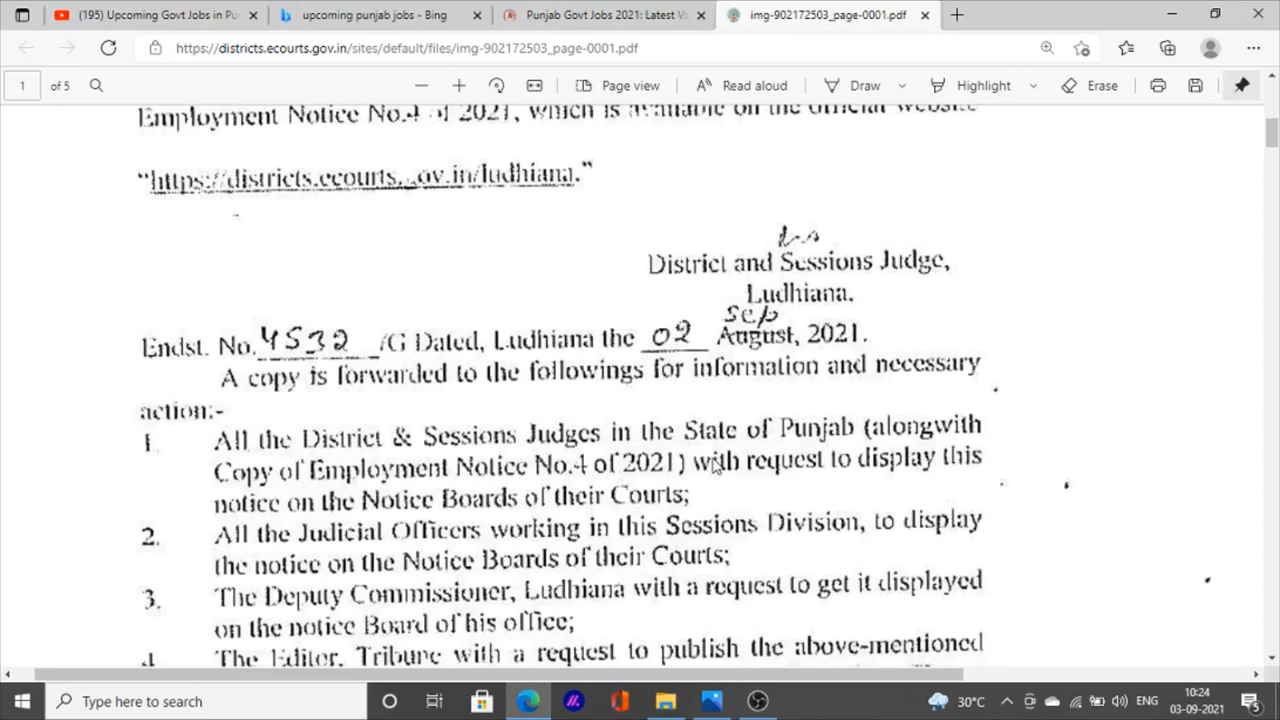 (195) Upcoming Govt Jobs in Pu
upcoming punjab jobs - Bing
Punjab Govt Jobs 2021: Latest Va
img-902172503_page-0001.pdf
https://districts.ecourts.gov.in/sites/default/files/img-902172503_page-0001.pdf
1 of 5
Page view
Read aloud
Draw
Highlight
Erase
Employment Notice No.4 of 2021, which is available on the official website
"https://districts.ecourts. .ov.in/ludhiana."
District and Sessions Judge,
Ludhiana.
Sep
Endst. No. 4532 /G Dated, Ludhiana the 02 August, 2021.
A copy is forwarded to the followings for information and necessary
action:-
1. All the District & Sessions Judges in the State of Punjab (alongwith
Copy of Employment Notice No.4 of 2021) with request to display this
notice on the Notice Boards of their Courts;
2. All the Judicial Officers working in this Sessions Division, to display
the notice on the Notice Boards of their Courts;
3. The Deputy Commissioner, Ludhiana with a request to get it displayed
on the notice Board of his office;
4 The Editor, Tribune with a request to publish the above-mentioned
Type here to search
30°C
ENG
10:24
03-09-2021
5